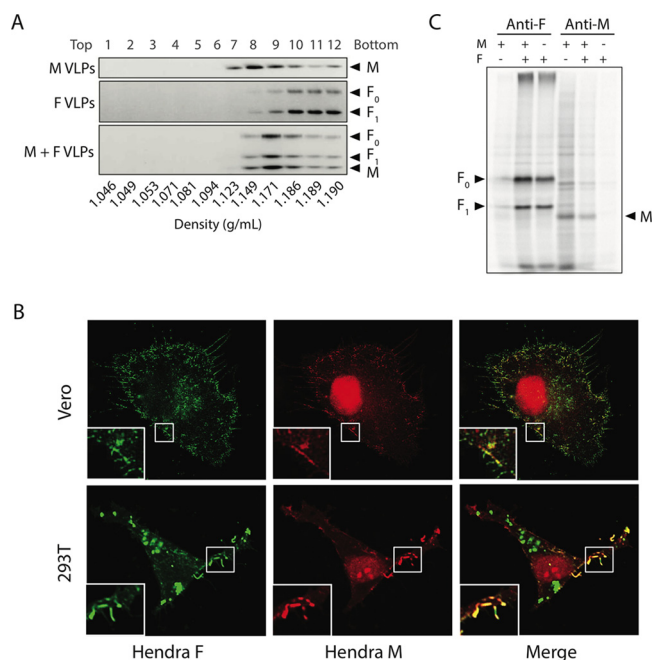 A
Top 1 2 3 4 5 6 7 8 9 10 11 12 Bottom
M VLPs M
F VLPs F0
F1
M + F VLPs F0
F1
M
1.046 1.049 1.053 1.071 1.081 1.094 1.123 1.149 1.171 1.186 1.189 1.190
Density (g/mL)
C
Anti-F Anti-M
M + + - + + -
F - + + - + +
F0
F1
M
B
Vero
293T
Hendra F Hendra M Merge